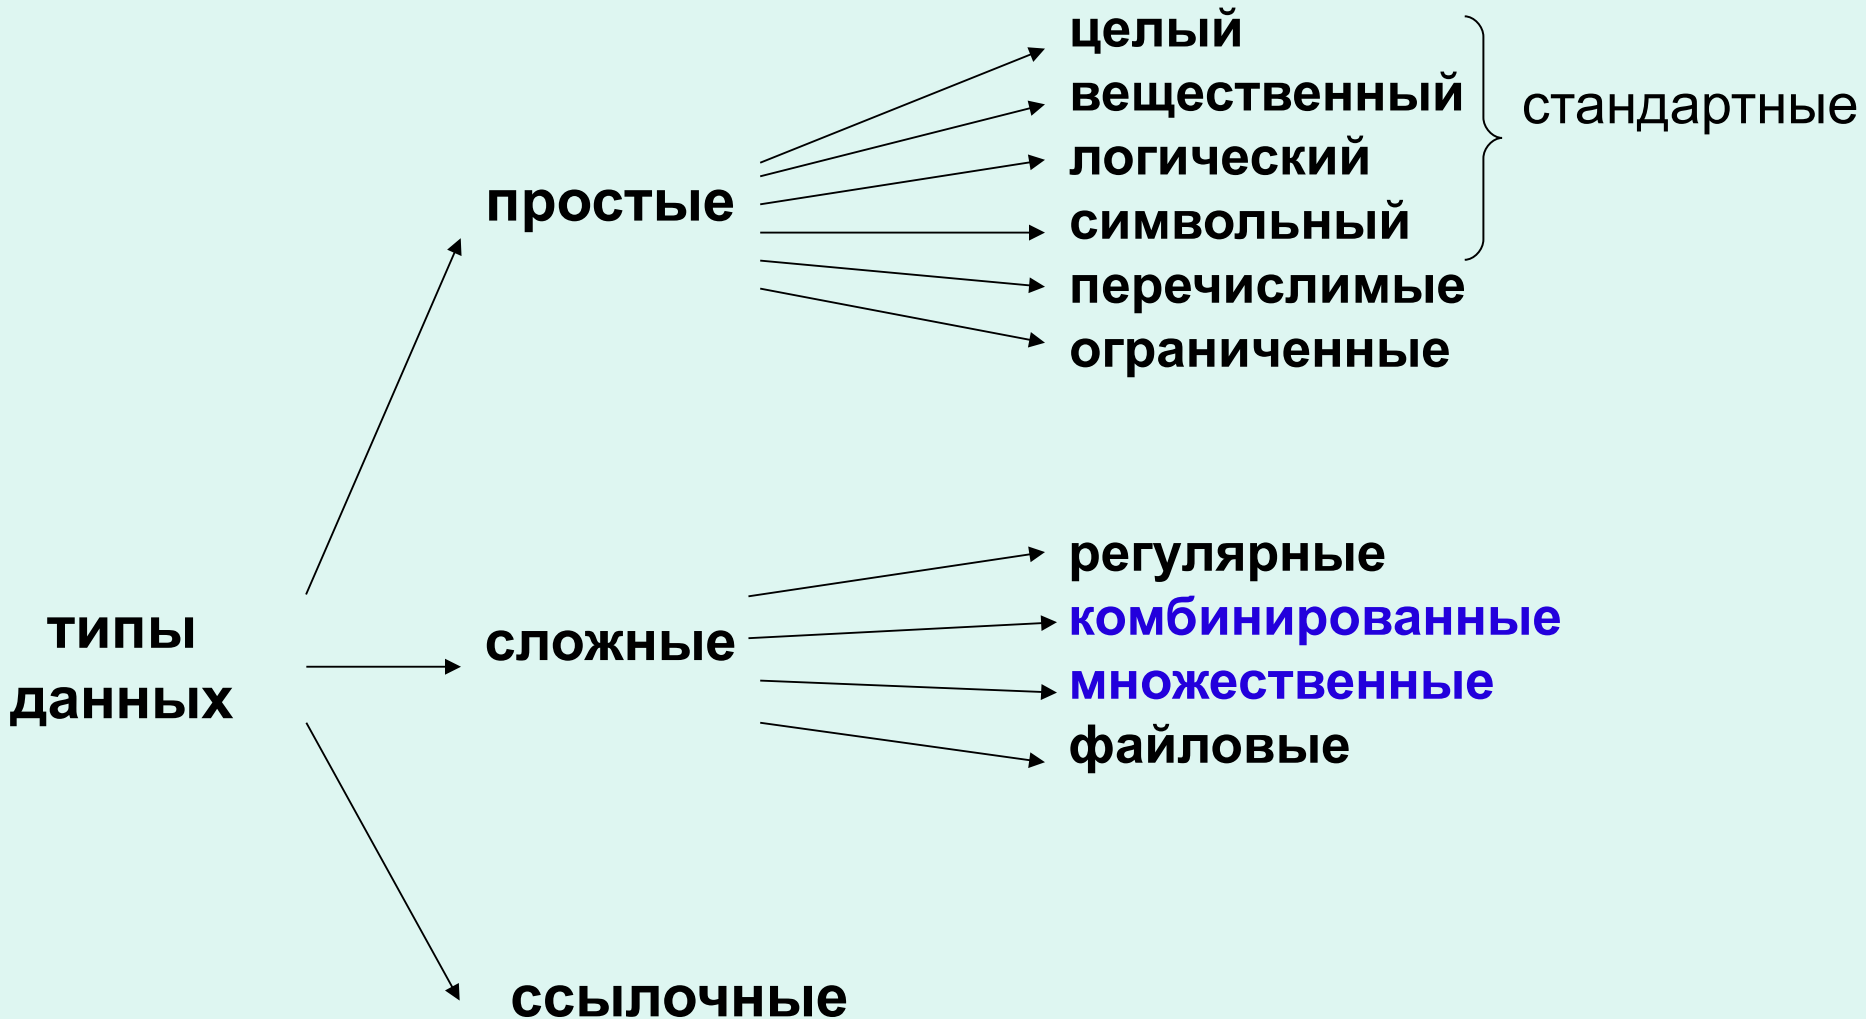 целый
вещественный
стандартные
логический
простые
символьный
перечислимые
ограниченные
регулярные
типы
данных
сложные
комбинированные
множественные
файловые
ссылочные